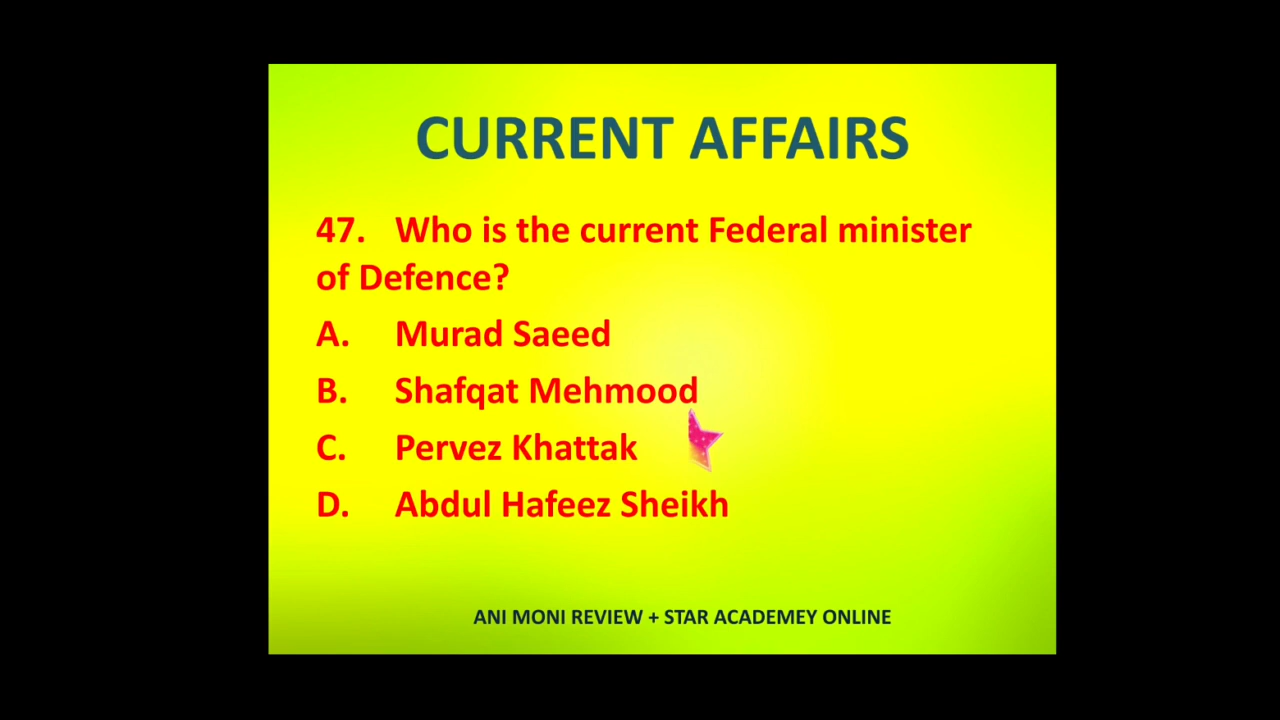 CURRENT AFFAIRS
47. Who is the current Federal minister
of Defence?
A. Murad Saeed
B. Shafqat Mehmood
C. Pervez Khattak
D. Abdul Hafeez Sheikh
ANI MONI REVIEW + STAR ACADEMEY ONLINE